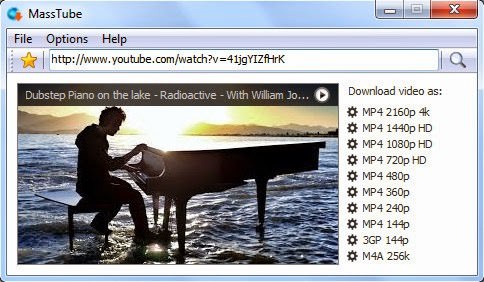 MassTube
File Options Help
http://www.youtube.com/watch?v=41jgYIZfHrK
Dubstep Piano on the lake - Radioactive - With William Jo...
Download video as:
MP4 2160p 4k
MP4 1440p HD
MP4 1080p HD
MP4 720p HD
MP4 480p
MP4 360p
MP4 240p
MP4 144p
3GP 144p
M4A 256k